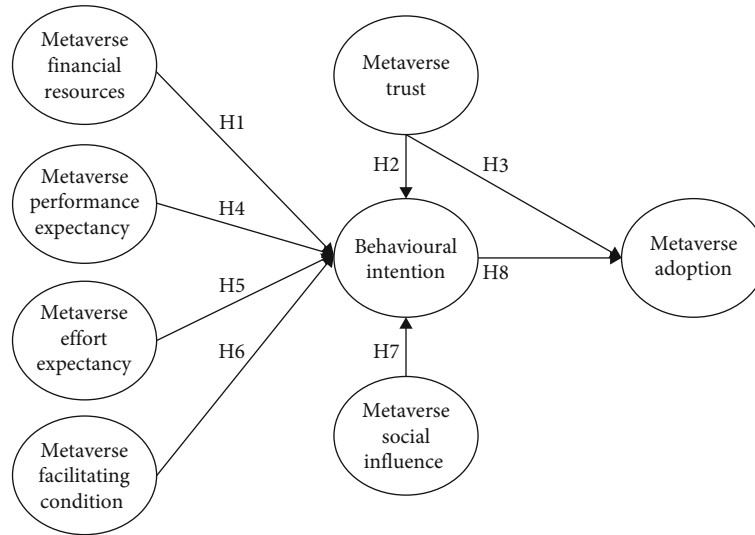 Metaverse
financial
resources
Metaverse
trust
H1
H2
H3
Metaverse
performance
expectancy
H4
Behavioural
intention
Metaverse
adoption
H8
H5
Metaverse
effort
expectancy
H6
H7
Metaverse
social
influence
Metaverse
facilitating
condition